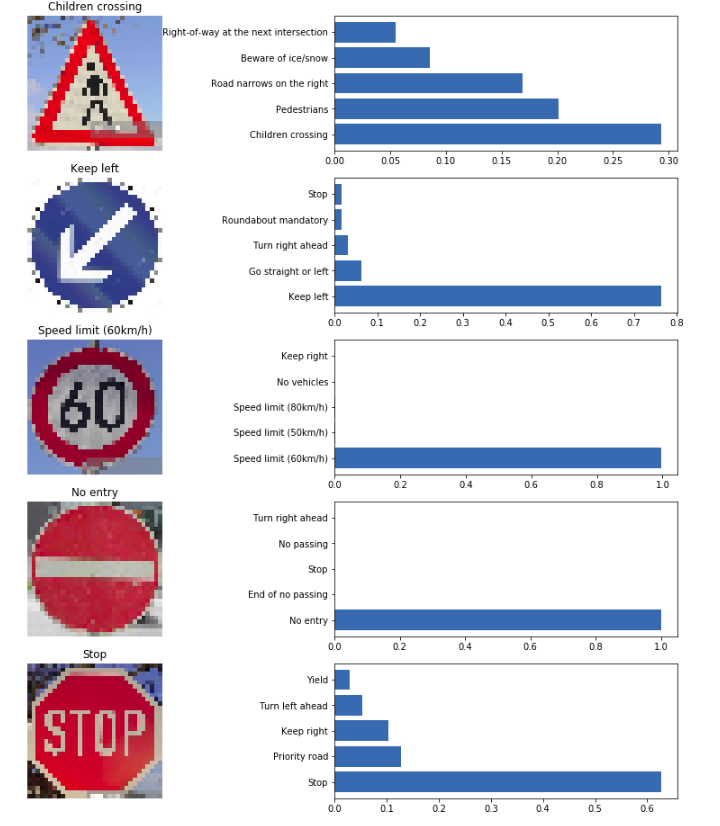 Children crossing
Right-of-way at the next intersection
Beware of ice/snow
Road narrows on the right
Pedestrians
Children crossing
0.00 0.05 0.10 0.15 0.20 0.25 0.30
Keep left
Stop
Roundabout mandatory
Turn right ahead
Go straight or left
Keep left
0.0 0.1 0.2 0.3 0.4 0.5 0.6 0.7 0.8
Speed limit (60km/h)
60
Keep right
No vehicles
Speed limit (80km/h)
Speed limit (50km/h)
Speed limit (60km/h)
0.0 0.2 0.4 0.6 0.8 1.0
No entry
Turn right ahead
No passing
Stop
End of no passing
No entry
0.0 0.2 0.4 0.6 0.8 1.0
Stop
STOP
Yield
Turn left ahead
Keep right
Priority road
Stop
0.0 0.1 0.2 0.3 0.4 0.5 0.6